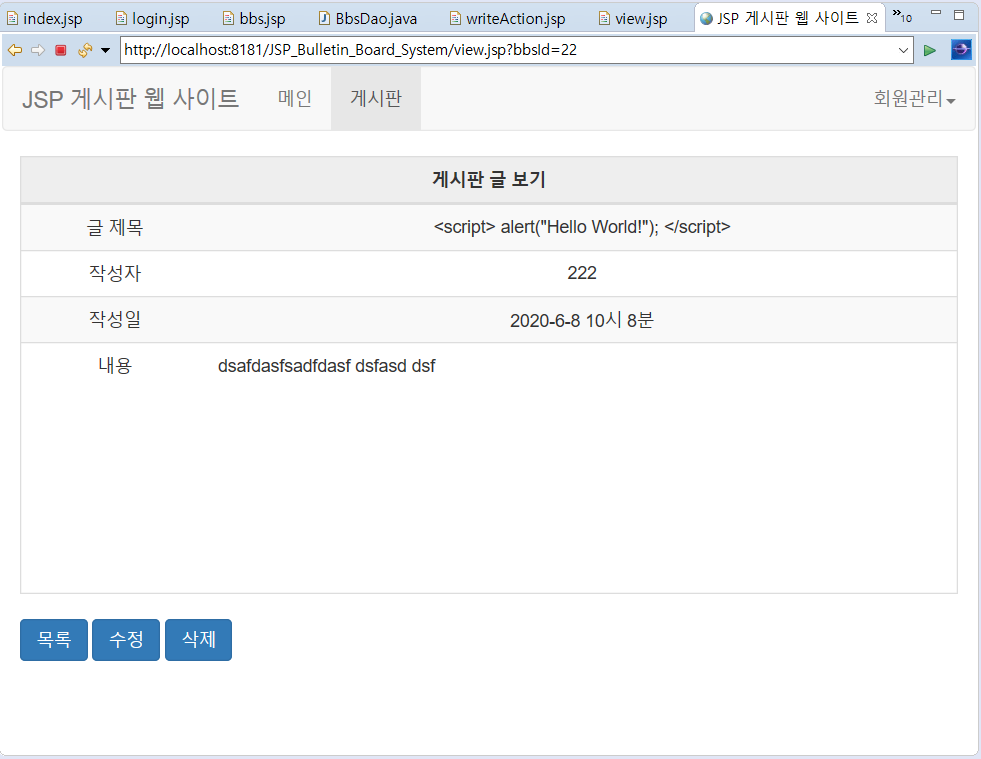 index.jsp login.jsp bbs.jsp BbsDao.java writeAction.jsp view.jsp JSP 게시판 웹 사이트 »10
http://localhost:8181/JSP_Bulletin_Board_System/view.jsp?bbsId=22
JSP 게시판 웹 사이트 메인 게시판 회원관리
게시판 글 보기
글 제목 <script> alert("Hello World!"); </script>
작성자 222
작성일 2020-6-8 10시 8분
내용 dsafdasfsadfdasf dsfasd dsf
목록 수정 삭제